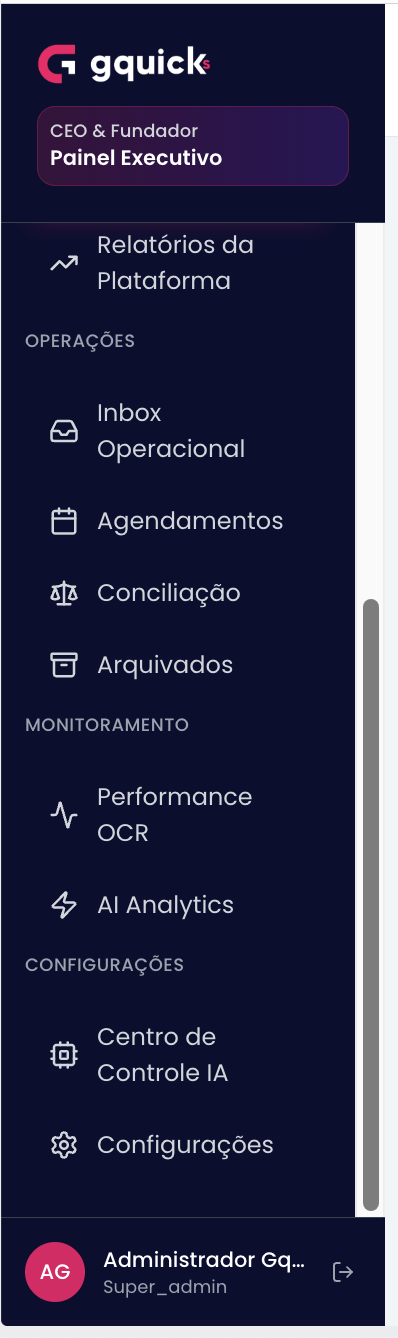 gquicks
CEO & Fundador
Painel Executivo
Relatórios da
Plataforma
OPERAÇÕES
Inbox
Operacional
Agendamentos
Conciliação
Arquivados
MONITORAMENTO
Performance
OCR
AI Analytics
CONFIGURAÇÕES
Centro de
Controle IA
Configurações
AG
Administrador Gq...
Super_admin